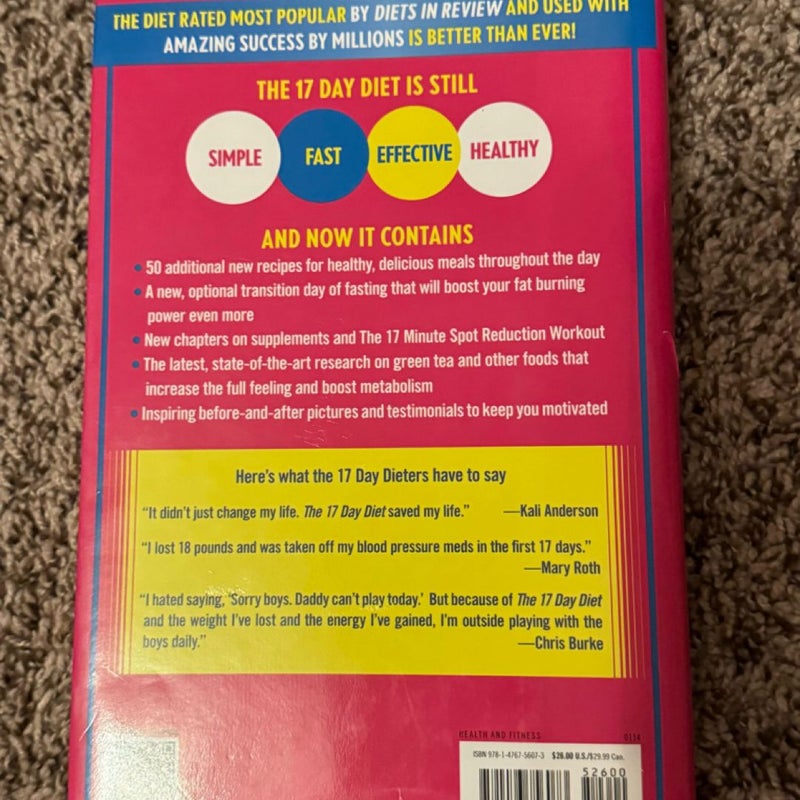 THE DIET RATED MOST POPULAR BY DIETS IN REVIEW AND USED WITH
AMAZING SUCCESS BY MILLIONS IS BETTER THAN EVER!
THE 17 DAY DIET IS STILL
SIMPLE FAST EFFECTIVE HEALTHY
AND NOW IT CONTAINS
• 50 additional new recipes for healthy, delicious meals throughout the day
• A new, optional transition day of fasting that will boost your fat burning
power even more
• New chapters on supplements and The 17 Minute Spot Reduction Workout
• The latest, state-of-the-art research on green tea and other foods that
increase the full feeling and boost metabolism
• Inspiring before-and-after pictures and testimonials to keep you motivated
Here's what the 17 Day Dieters have to say
“It didn't just change my life. The 17 Day Diet saved my life.” —Kali Anderson
“I lost 18 pounds and was taken off my blood pressure meds in the first 17 days.”
—Mary Roth
“I hated saying, ‘Sorry boys. Daddy can't play today.’ But because of The 17 Day Diet
and the weight I've lost and the energy I've gained, I'm outside playing with the
boys daily.” —Chris Burke
HEALTH AND FITNESS 0114
ISBN 978-1-4767-5607-3 $26.00 U.S./$29.99 Can.
52600